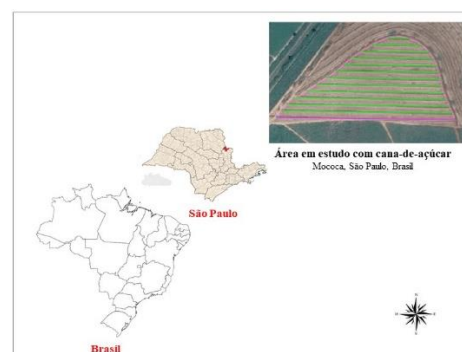 Área em estudo com cana-de-açúcar
Mococa, São Paulo, Brasil
São Paulo
Brasil